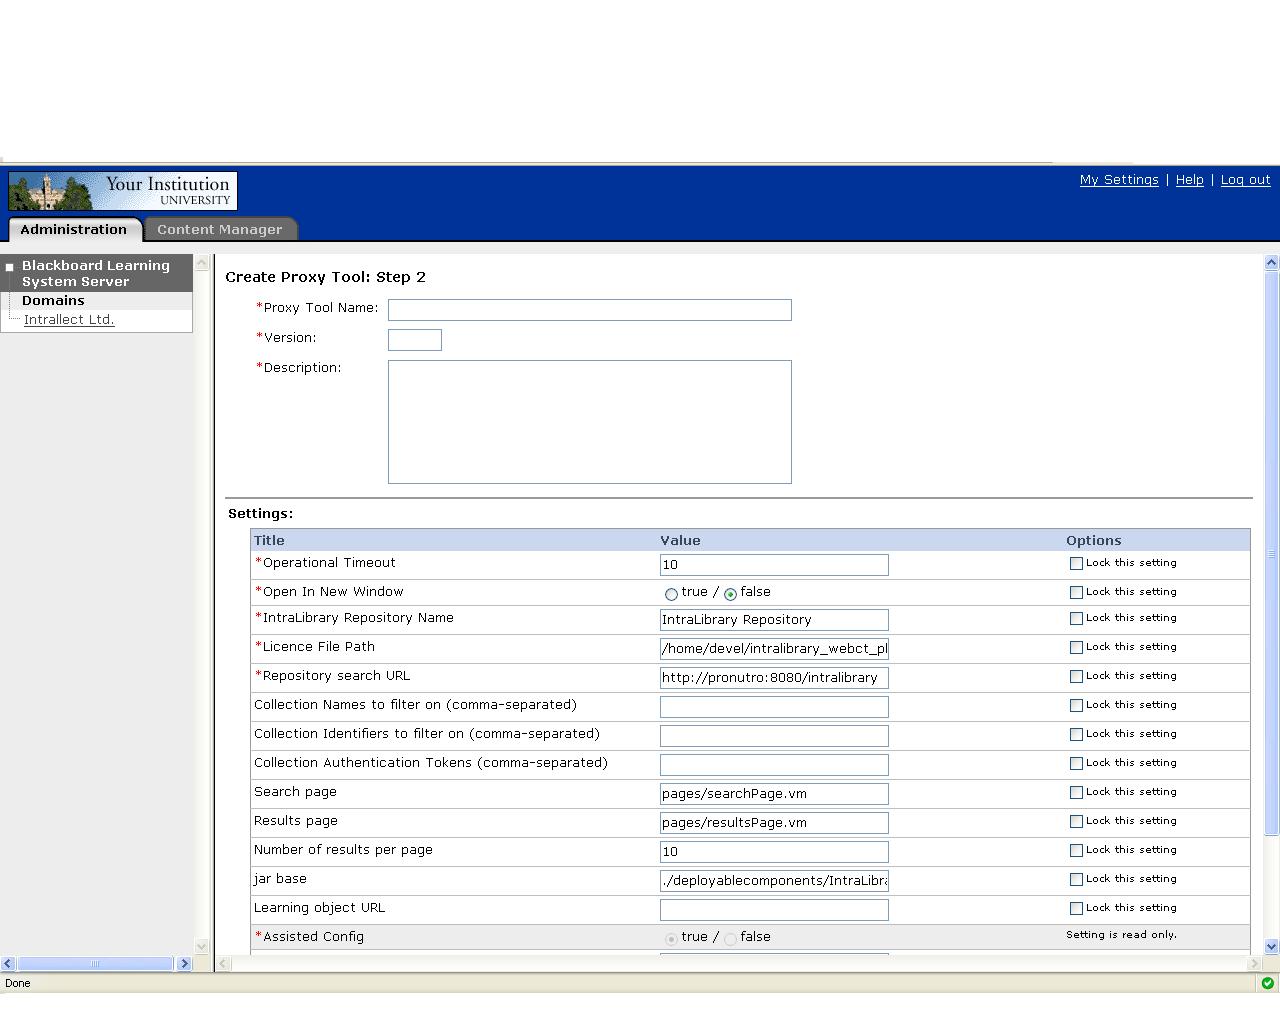 Your Institution
UNIVERSITY
My Settings | Help | Log out
Administration
Content Manager
Blackboard Learning
System Server
Domains
Intrallect Ltd.
Create Proxy Tool: Step 2
*Proxy Tool Name:
*Version:
*Description:
Settings:
Title Value Options
*Operational Timeout 10 Lock this setting
*Open In New Window true / false Lock this setting
*IntraLibrary Repository Name IntraLibrary Repository Lock this setting
*Licence File Path /home/devel/intralibrary_webct_pl Lock this setting
*Repository search URL http://pronutro:8080/intralibrary Lock this setting
Collection Names to filter on (comma-separated) Lock this setting
Collection Identifiers to filter on (comma-separated) Lock this setting
Collection Authentication Tokens (comma-separated) Lock this setting
Search page pages/searchPage.vm Lock this setting
Results page pages/resultsPage.vm Lock this setting
Number of results per page 10 Lock this setting
jar base ./deployablecomponents/IntraLibra Lock this setting
Learning object URL Lock this setting
*Assisted Config true / false Setting is read only.
Done